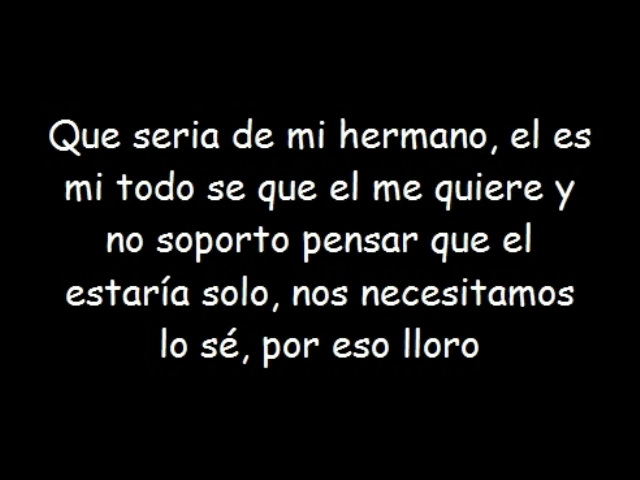 Que seria de mi hermano, el es
mi todo se que el me quiere y
no soporto pensar que el
estaría solo, nos necesitamos
lo sé, por eso lloro